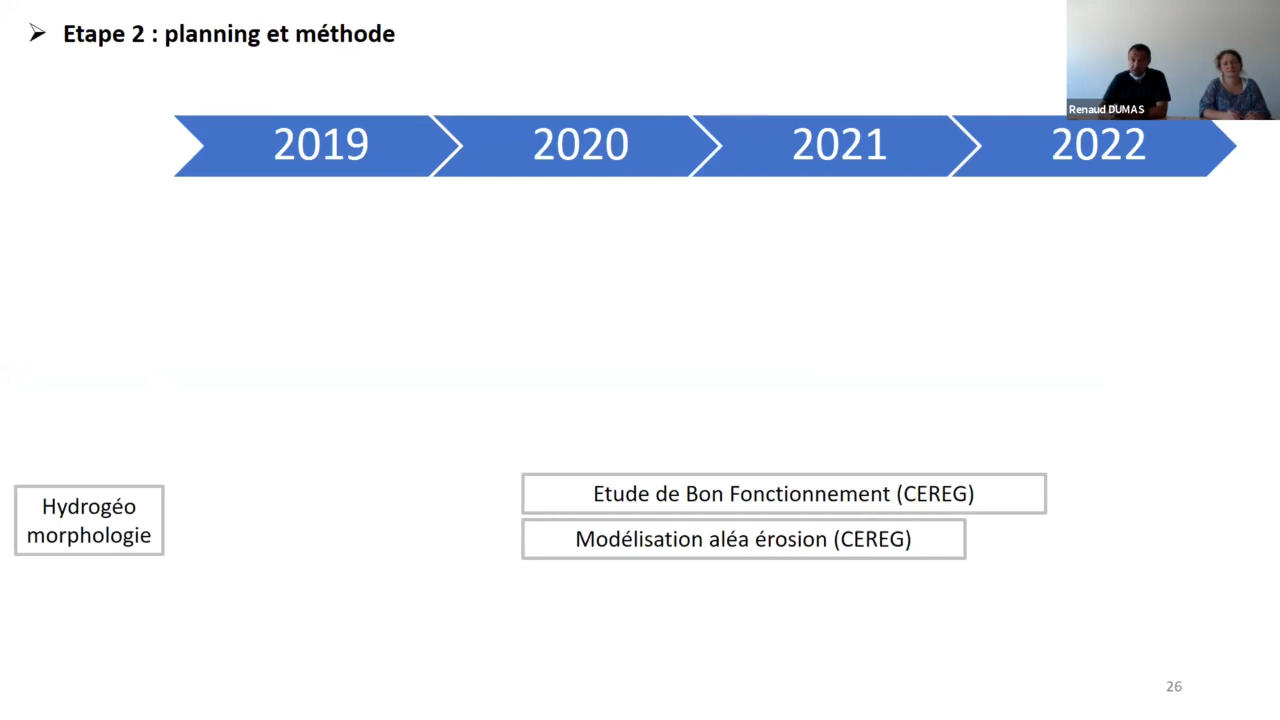 Etape 2 : planning et méthode
Renaud DUMAS
2019
2020
2021
2022
Hydrogéo
morphologie
Etude de Bon Fonctionnement (CEREG)
Modélisation aléa érosion (CEREG)
26